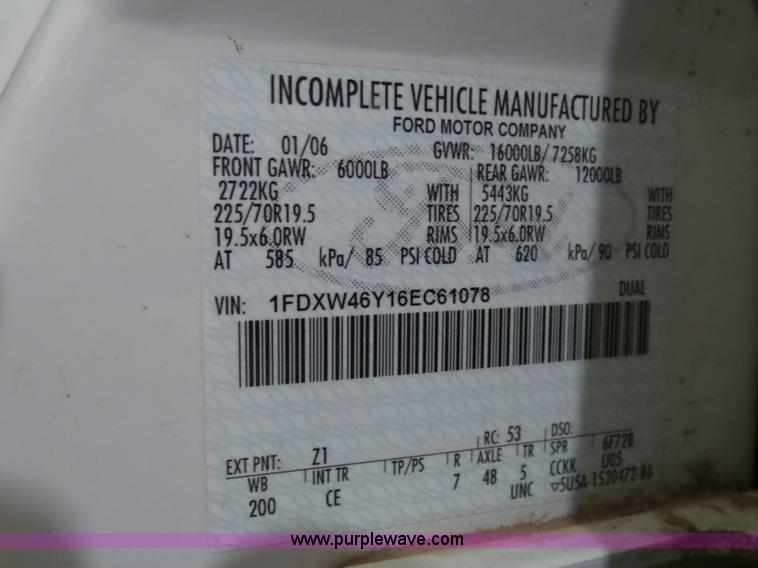 INCOMPLETE VEHICLE MANUFACTURED BY
FORD MOTOR COMPANY
DATE: 01/06 GVWR: 16000LB/ 7258KG
FRONT GAWR: 6000LB REAR GAWR: 12000LB
2722KG WITH 5443KG WITH
225/70R19.5 TIRES 225/70R19.5 TIRES
19.5x6.0RW RIMS 19.5x6.0RW RIMS
AT 585 kPa/ 85 PSI COLD AT 620 kPa/ 90 PSI COLD
VIN: 1FDXW46Y16EC61078 DUAL
EXT PNT: Z1 RC: 53 DSO:
WB INT TR TP/PS R AXLE TR SPR 6F728
200 CE 7 48 5 CCKK U05
UNC ▽5U5A-1520472-BA
www.purplewave.com